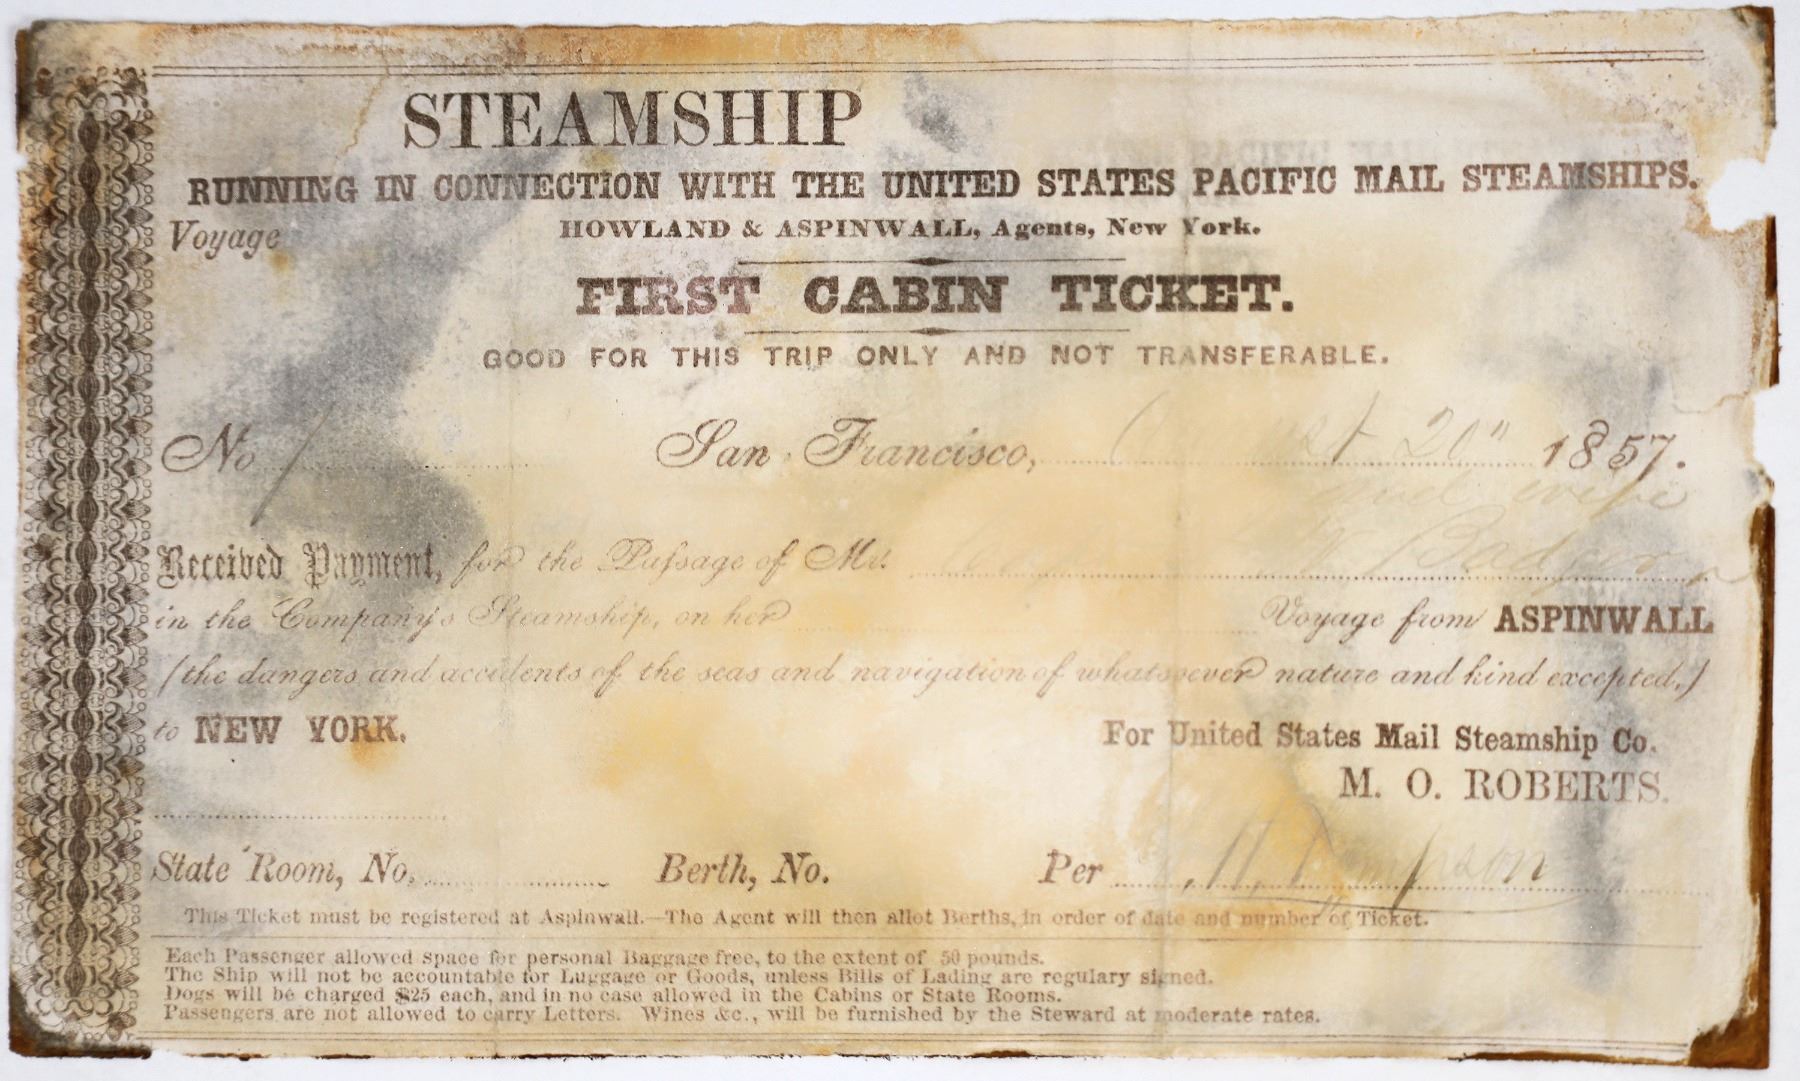 STEAMSHIP
RUNNING IN CONNECTION WITH THE UNITED STATES PACIFIC MAIL STEAMSHIPS.
Voyage HOWLAND & ASPINWALL, Agents, New York.
FIRST CABIN TICKET.
GOOD FOR THIS TRIP ONLY AND NOT TRANSFERABLE.
No 1 San Francisco, 20" 1857.
and wife
Received Payment, for the Passage of Mr. Badger
in the Company's Steamship, on her Voyage from ASPINWALL
(the dangers and accidents of the seas and navigation of whatsoever nature and kind excepted,)
to NEW YORK. For United States Mail Steamship Co.
M. O. ROBERTS.
State Room, No. Berth, No. Per
This Ticket must be registered at Aspinwall.—The Agent will then allot Berths, in order of date and number of Ticket.
Each Passenger allowed space for personal Baggage free, to the extent of 50 pounds.
The Ship will not be accountable for Luggage or Goods, unless Bills of Lading are regulary signed.
Dogs will be charged $25 each, and in no case allowed in the Cabins or State Rooms.
Passengers are not allowed to carry Letters. Wines &c., will be furnished by the Steward at moderate rates.